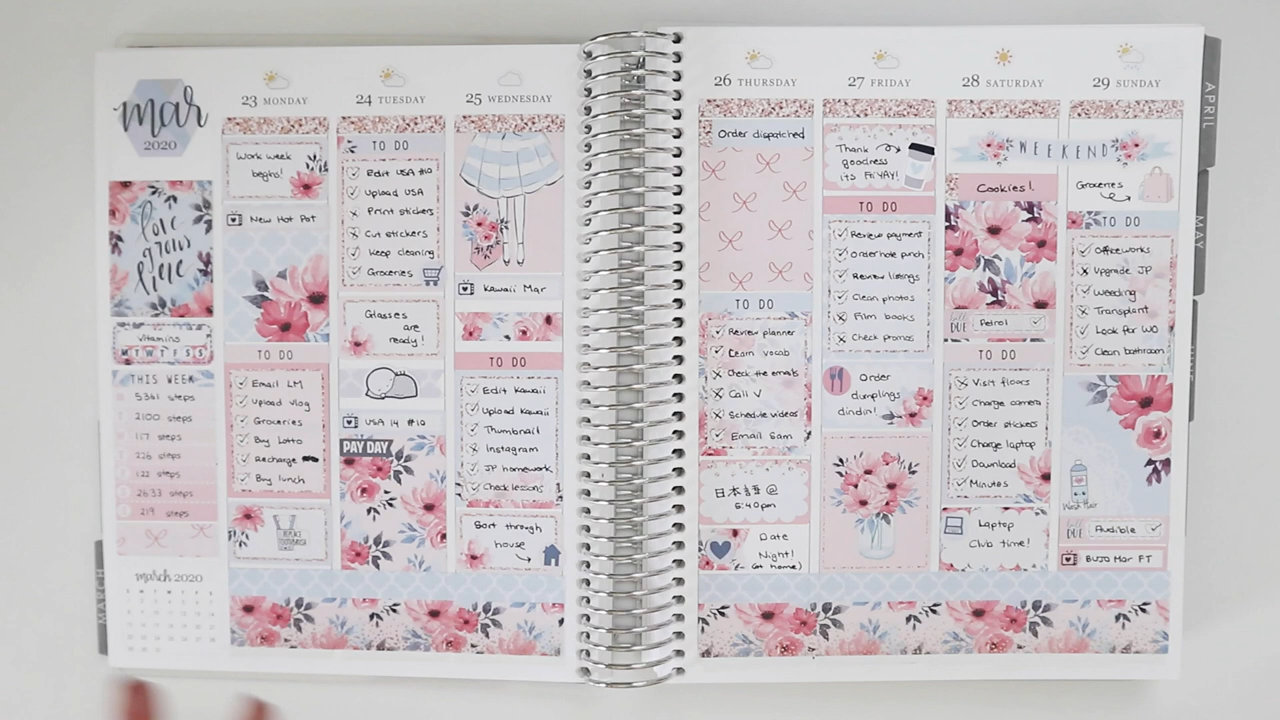 mar
2020
love
grows
here
vitamins
M T W T F S S
THIS WEEK
5361 steps
2100 steps
117 steps
226 steps
122 steps
2633 steps
219 steps
march 2020
MARCH
23 MONDAY
Work week
begins!
New Hot Pot
TO DO
Email LM
Upload vlog
Groceries
Buy Lotto
Recharge
Buy lunch
24 TUESDAY
TO DO
Edit USA #10
Upload USA
Print stickers
Cut stickers
Keep cleaning
Groceries
Glasses
are
ready!
USA 14 #10
PAY DAY
25 WEDNESDAY
Kawaii Mar
TO DO
Edit Kawaii
Upload Kawaii
Thumbnail
Instagram
JP homework
Check lessons
Sort through
house
26 THURSDAY
Order dispatched
TO DO
Review planner
Learn vocab
Check the emails
Call V
Schedule videos
Email Sam
日本語 @
5:40pm
Date
Night!
(at home)
27 FRIDAY
Thank
goodness
its FriYAY!
TO DO
Review payment
Order hole punch
Review listings
Clean photos
Film books
Check promos
Order
dumplings
dindin!
28 SATURDAY
WEEKEND
Cookies!
DUE
Petrol
TO DO
Visit floors
Charge camera
Order stickers
Charge laptop
Download
Minutes
Laptop
Club time!
29 SUNDAY
Groceries
TO DO
Officeworks
Upgrade JP
Weeding
Transplant
Look for WO
Clean bathroom
Wash Hair
DUE
Audible
BUJO Mar FT
APRIL
MAY